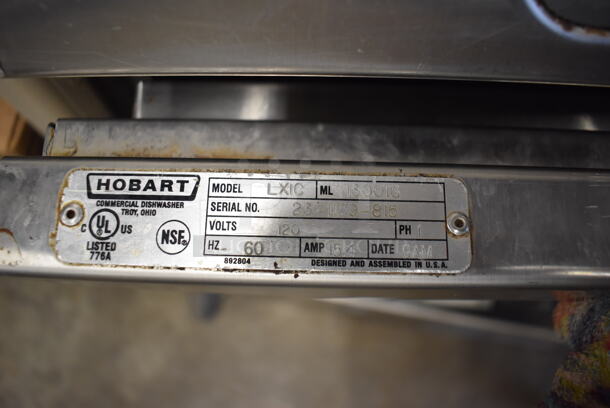 HOBART
COMMERCIAL DISHWASHER
TROY, OHIO
C UL US
LISTED
776A
NSF
MODEL LXIC ML
SERIAL NO.
VOLTS 120 PH 1
HZ 60 AMP DATE
892804 DESIGNED AND ASSEMBLED IN U.S.A.